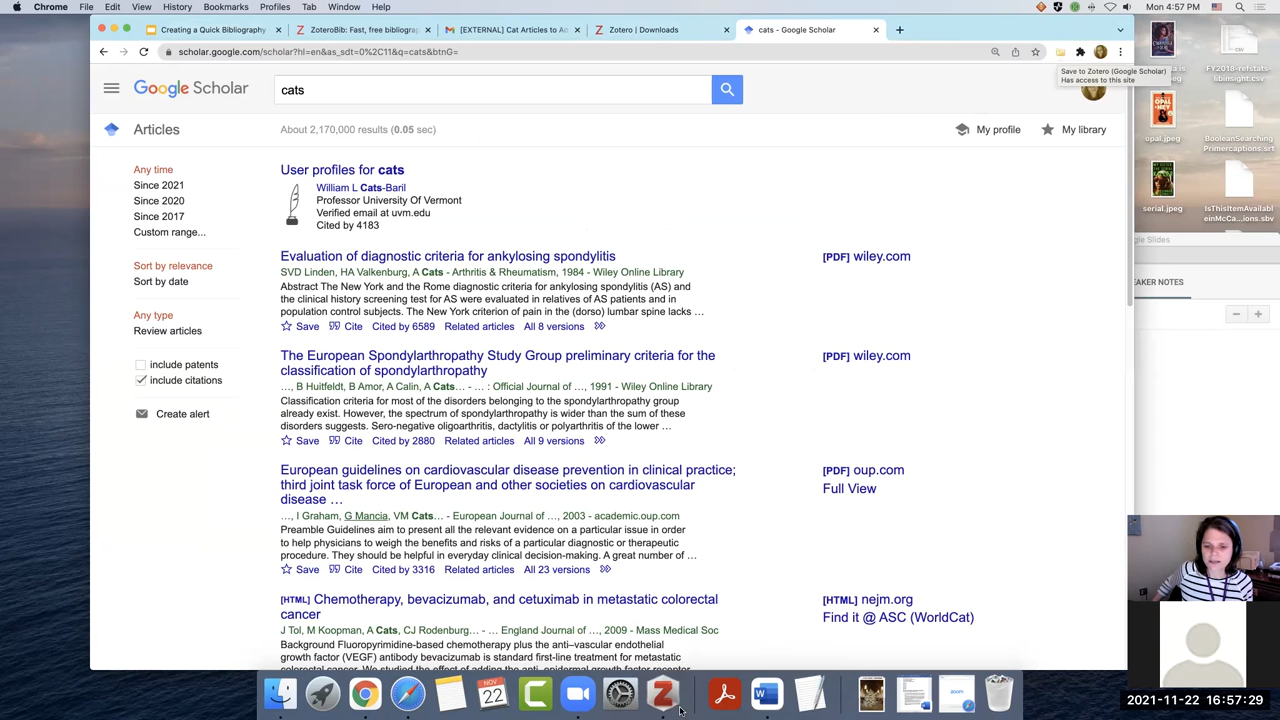 Chrome File Edit View History Bookmarks Profiles Tab Window Help Mon 4:57 PM
Creating a Quick Bibliography
ZoteroBib: Fast, free bibliograp
[EXTERNAL] Cat Articles to Ad
Zotero | Downloads
cats - Google Scholar
scholar.google.com/scholar?hl=en&as_sdt=0%2C11&q=cats&btnG=
Save to Zotero (Google Scholar)
Has access to this site
Google Scholar
cats
Articles
About 2,170,000 results (0.05 sec)
My profile
My library
Any time
Since 2021
Since 2020
Since 2017
Custom range...
Sort by relevance
Sort by date
Any type
Review articles
include patents
include citations
Create alert
User profiles for cats
William L Cats-Baril
Professor University Of Vermont
Verified email at uvm.edu
Cited by 4183
Evaluation of diagnostic criteria for ankylosing spondylitis
SVD Linden, HA Valkenburg, A Cats - Arthritis & Rheumatism, 1984 - Wiley Online Library
Abstract The New York and the Rome diagnostic criteria for ankylosing spondylitis (AS) and
the clinical history screening test for AS were evaluated in relatives of AS patients and in
population control subjects. The New York criterion of pain in the (dorso) lumbar spine lacks ...
Save Cite Cited by 6589 Related articles All 8 versions
[PDF] wiley.com
The European Spondylarthropathy Study Group preliminary criteria for the
classification of spondylarthropathy
..., B Huitfeldt, B Amor, A Calin, A Cats... - ... : Official Journal of ..., 1991 - Wiley Online Library
Classification criteria for most of the disorders belonging to the spondylarthropathy group
already exist. However, the spectrum of spondylarthropathy is wider than the sum of these
disorders suggests. Sero-negative oligoarthritis, dactylitis or polyarthritis of the lower ...
Save Cite Cited by 2880 Related articles All 9 versions
[PDF] wiley.com
European guidelines on cardiovascular disease prevention in clinical practice;
third joint task force of European and other societies on cardiovascular
disease ...
..., I Graham, G Mancia, VM Cats... - European Journal of ..., 2003 - academic.oup.com
Preamble Guidelines aim to present all the relevant evidence on a particular issue in order
to help physicians to weigh the benefits and risks of a particular diagnostic or therapeutic
procedure. They should be helpful in everyday clinical decision-making. A great number of ...
Save Cite Cited by 3316 Related articles All 23 versions
[PDF] oup.com
Full View
[HTML] Chemotherapy, bevacizumab, and cetuximab in metastatic colorectal
cancer
J Tol, M Koopman, A Cats, CJ Rodenburg... - ... England Journal of ..., 2009 - Mass Medical Soc
Background Fluoropyrimidine-based chemotherapy plus the anti–vascular endothelial
growth factor (VEGF) antibody bevacizumab is standard first-line treatment for metastatic
[HTML] nejm.org
Find it @ ASC (WorldCat)
FY2018-refstats-
libinsight.csv
opal.jpeg
BooleanSearching
Primercaptions.srt
serial.jpeg
IsThisItemAvailabl
einMcCa...ions.sbv
gle Slides
EAKER NOTES
NOV
22
zoom
2021-11-22 16:57:29